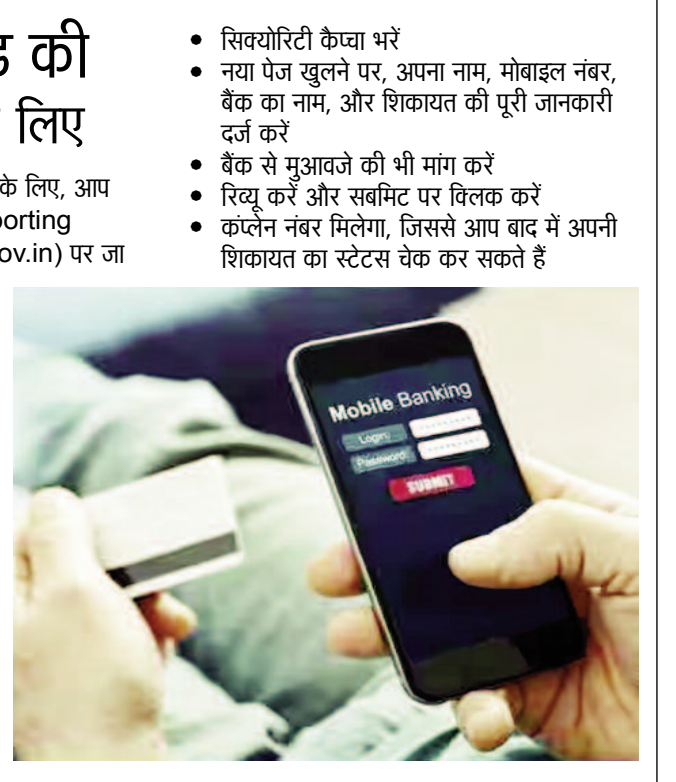 ड की
लिए
के लिए, आप
porting
ov.in) पर जा
• सिक्योरिटी कैप्चा भरें
• नया पेज खुलने पर, अपना नाम, मोबाइल नंबर,
बैंक का नाम, और शिकायत की पूरी जानकारी
दर्ज करें
• बैंक से मुआवजे की भी मांग करें
• रिव्यू करें और सबमिट पर क्लिक करें
• कंप्लेन नंबर मिलेगा, जिससे आप बाद में अपनी
शिकायत का स्टेटस चेक कर सकते हैं
Mobile Banking
Login:
Password:
SUBMIT